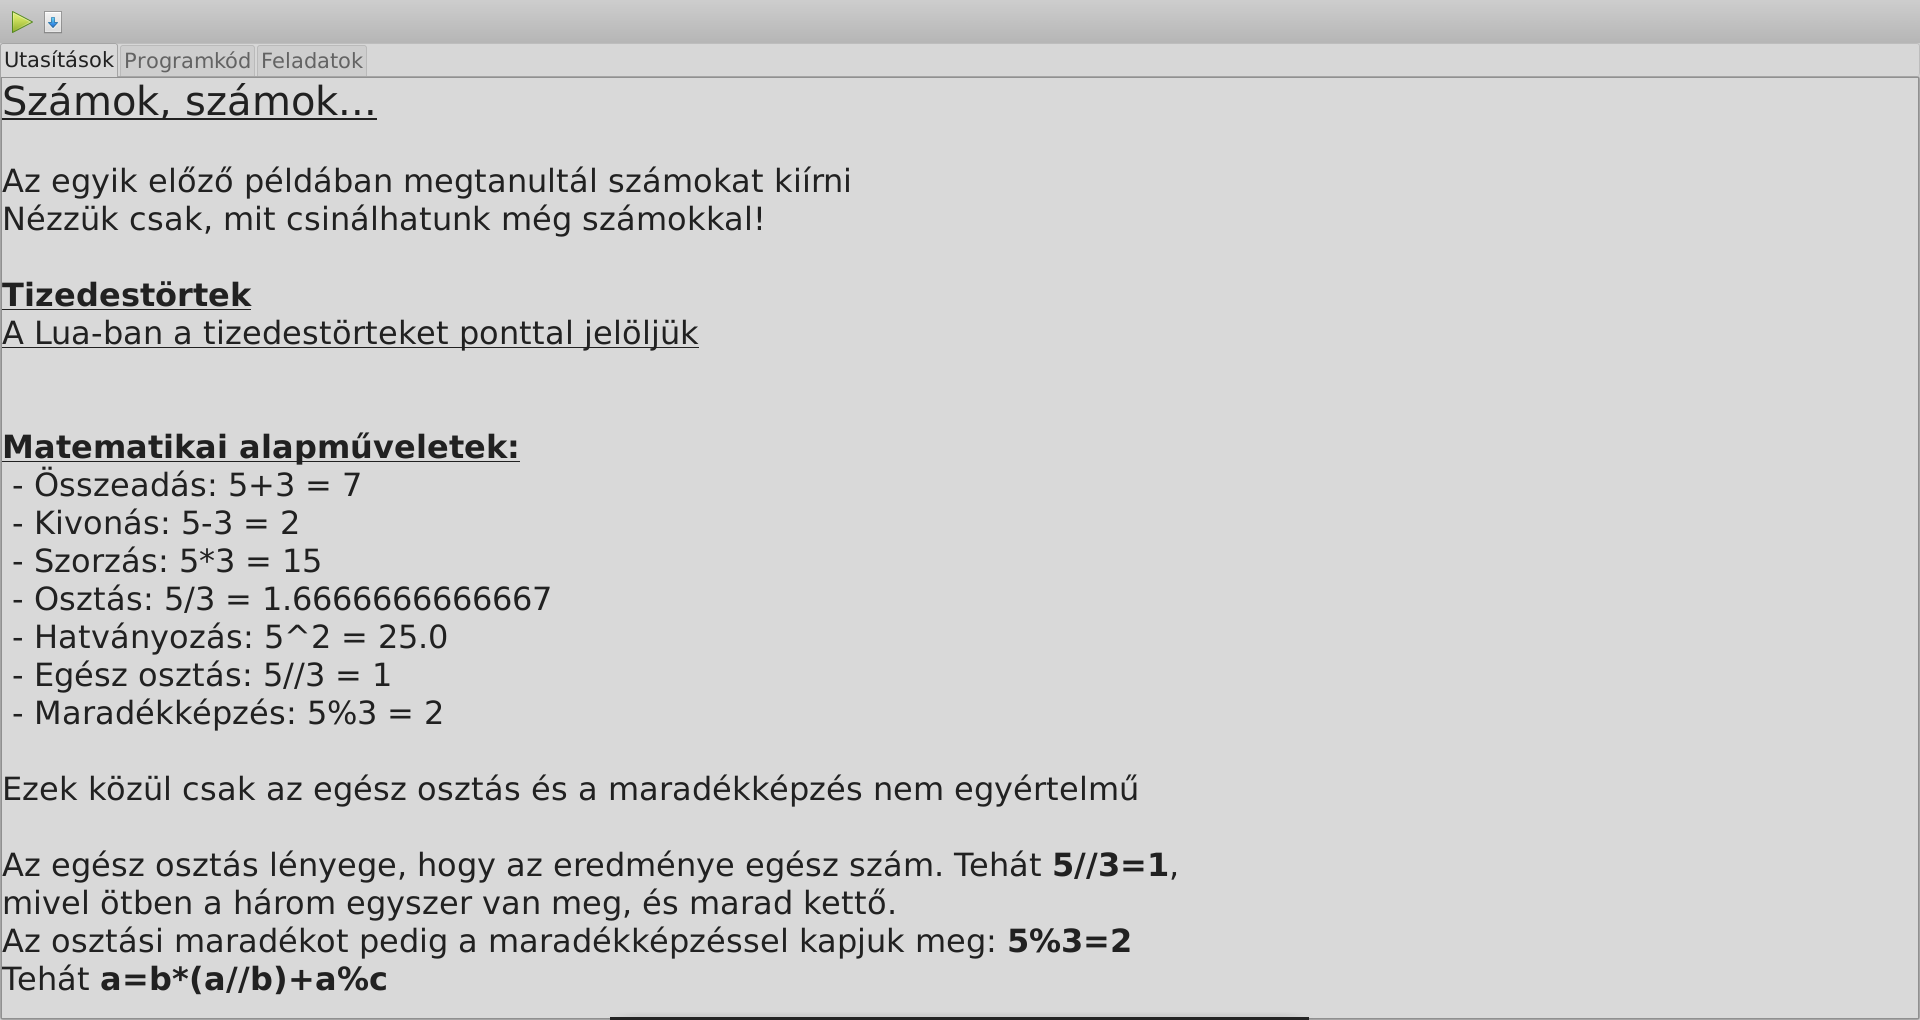 Utasítások Programkód Feladatok
Számok, számok...
Az egyik előző példában megtanultál számokat kiírni
Nézzük csak, mit csinálhatunk még számokkal!
Tizedestörtek
A Lua-ban a tizedestörteket ponttal jelöljük
Matematikai alapműveletek:
- Összeadás: 5+3 = 7
- Kivonás: 5-3 = 2
- Szorzás: 5*3 = 15
- Osztás: 5/3 = 1.6666666666667
- Hatványozás: 5^2 = 25.0
- Egész osztás: 5//3 = 1
- Maradékképzés: 5%3 = 2
Ezek közül csak az egész osztás és a maradékképzés nem egyértelmű
Az egész osztás lényege, hogy az eredménye egész szám. Tehát 5//3=1,
mivel ötben a három egyszer van meg, és marad kettő.
Az osztási maradékot pedig a maradékképzéssel kapjuk meg: 5%3=2
Tehát a=b*(a//b)+a%c